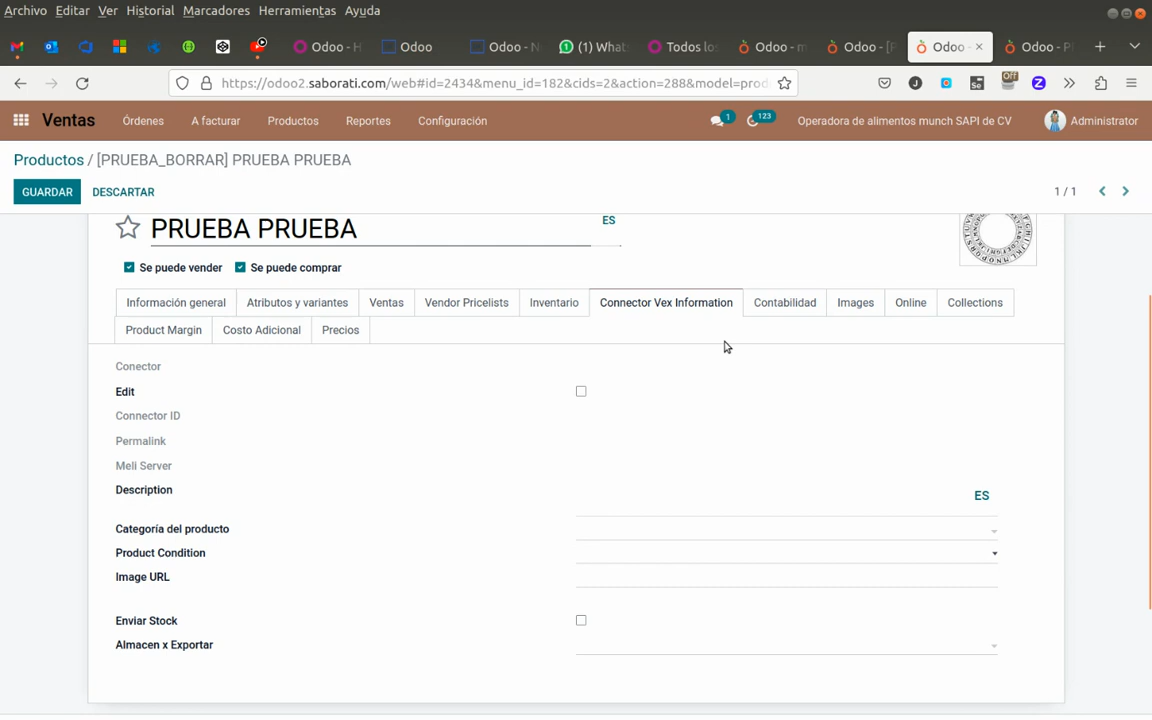 Archivo Editar Ver Historial Marcadores Herramientas Ayuda
Odoo - H
Odoo
Odoo - N
(1) What
Todos los
Odoo - m
Odoo - [P
Odoo -
Odoo - P
https://odoo2.saborati.com/web#id=2434&menu_id=182&cids=2&action=288&model=prod
Off
Ventas Órdenes A facturar Productos Reportes Configuración 1 123 Operadora de alimentos munch SAPI de CV Administrator
Productos / [PRUEBA_BORRAR] PRUEBA PRUEBA
GUARDAR DESCARTAR 1 / 1
PRUEBA PRUEBA ES
Se puede vender Se puede comprar
Información general Atributos y variantes Ventas Vendor Pricelists Inventario Connector Vex Information Contabilidad Images Online Collections
Product Margin Costo Adicional Precios
Conector
Edit
Connector ID
Permalink
Meli Server
Description ES
Categoría del producto
Product Condition
Image URL
Enviar Stock
Almacen x Exportar